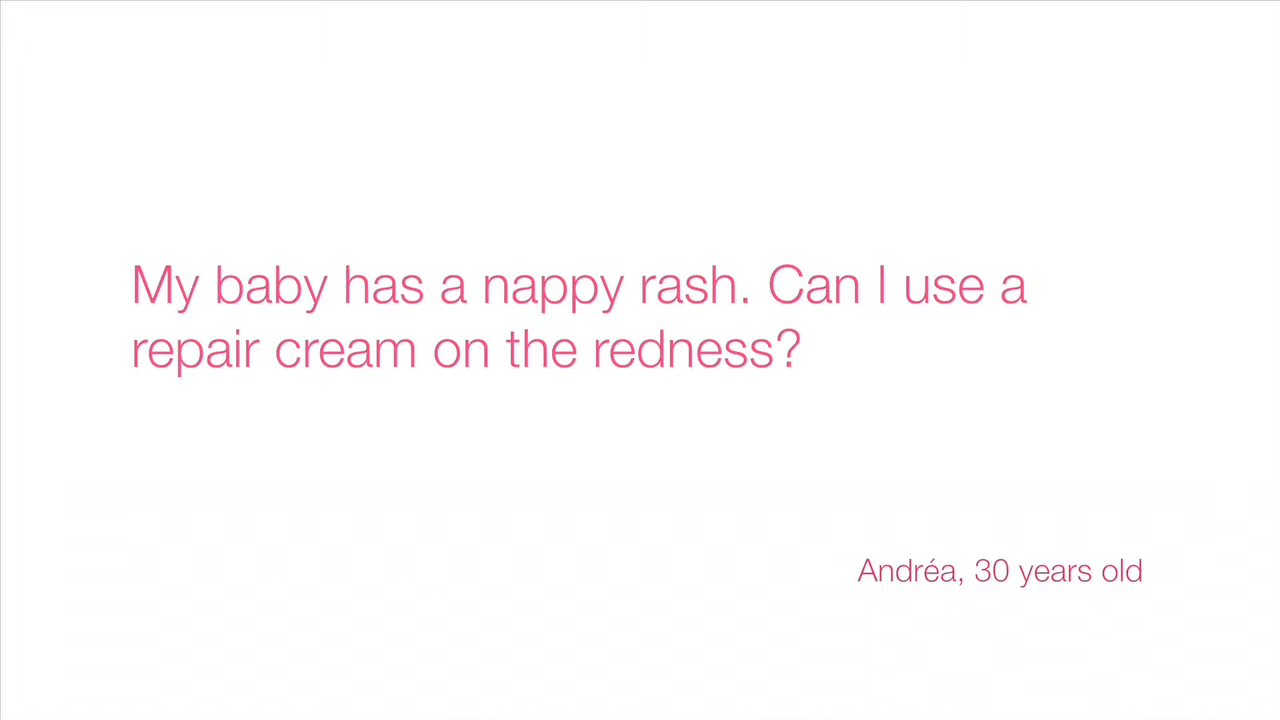 My baby has a nappy rash. Can I use a
repair cream on the redness?
Andréa, 30 years old